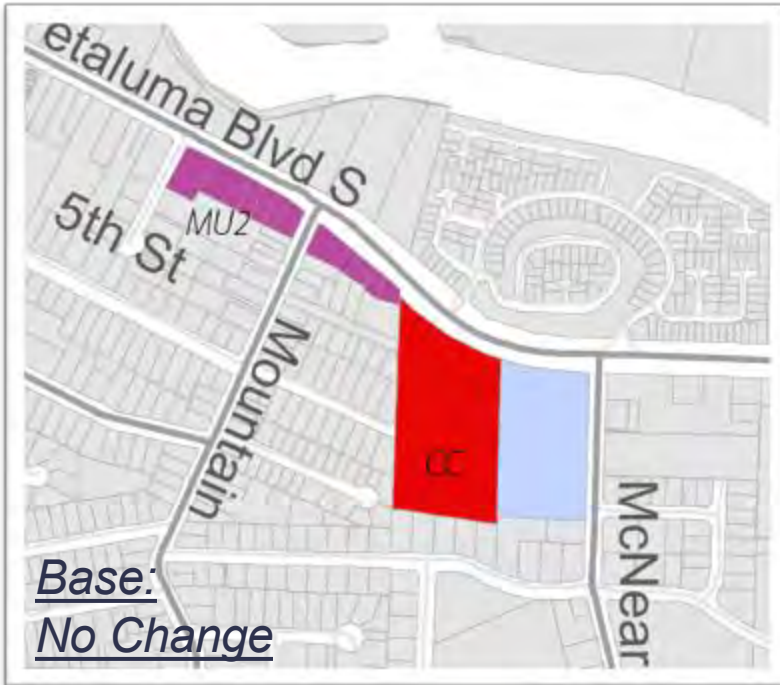 etaluma Blvd S
5th St
MU2
Mountain
CC
McNear
Base:
No Change